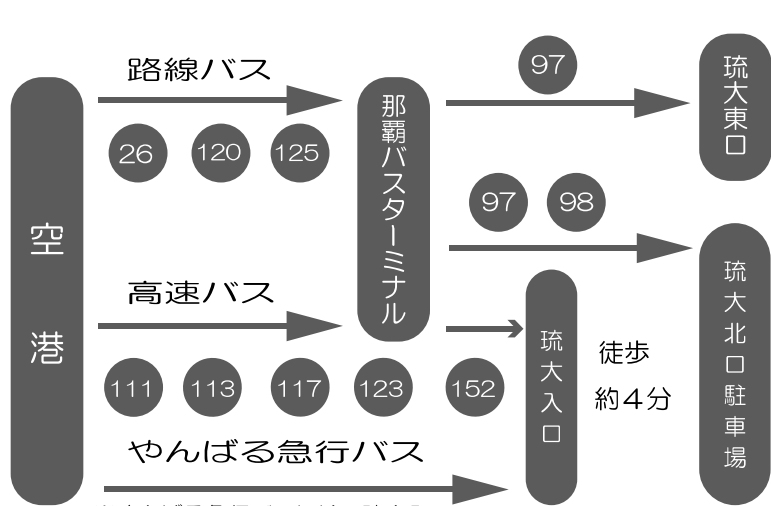 空港
路線バス
26 120 125
高速バス
111 113 117 123 152
やんばる急行バス
那覇バスターミナル
97
琉大東口
97 98
琉大北口駐車場
琉大入口
徒歩
約4分